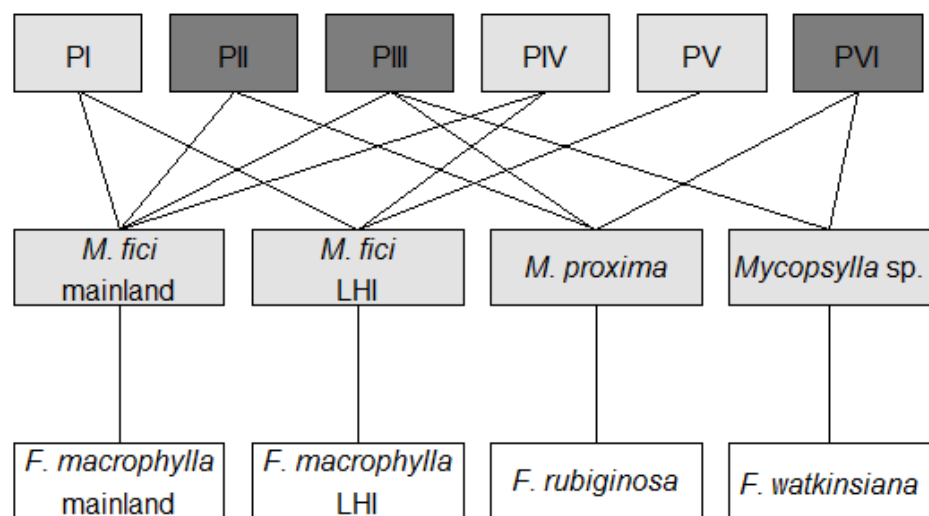 PI PII PIII PIV PV PVI
M. fici M. fici M. proxima Mycopsylla sp.
mainland LHI
F. macrophylla F. macrophylla F. rubiginosa F. watkinsiana
mainland LHI